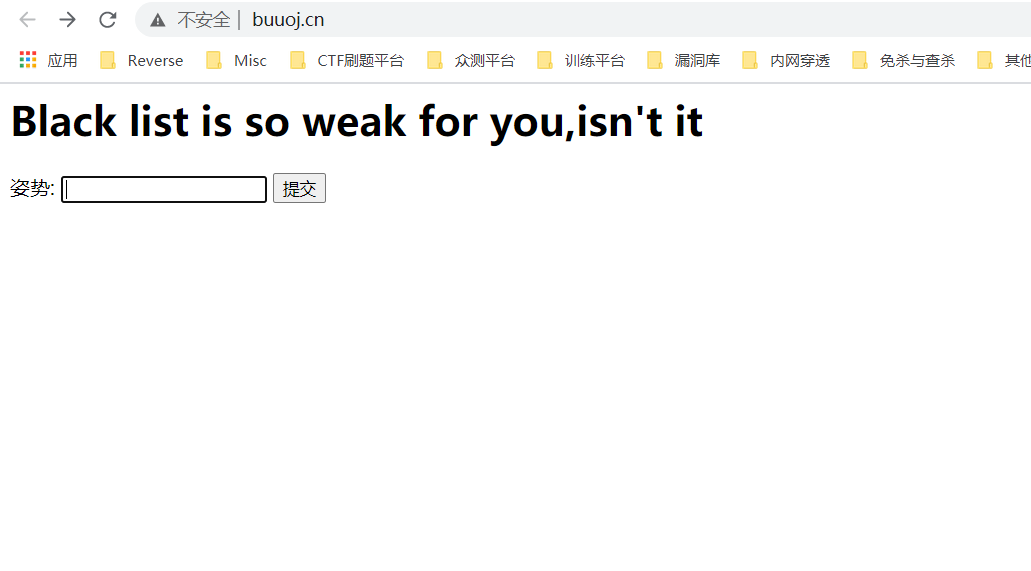 不安全 | buuoj.cn
应用 Reverse Misc CTF刷题平台 众测平台 训练平台 漏洞库 内网穿透 免杀与查杀 其他
Black list is so weak for you,isn't it
姿势: 提交